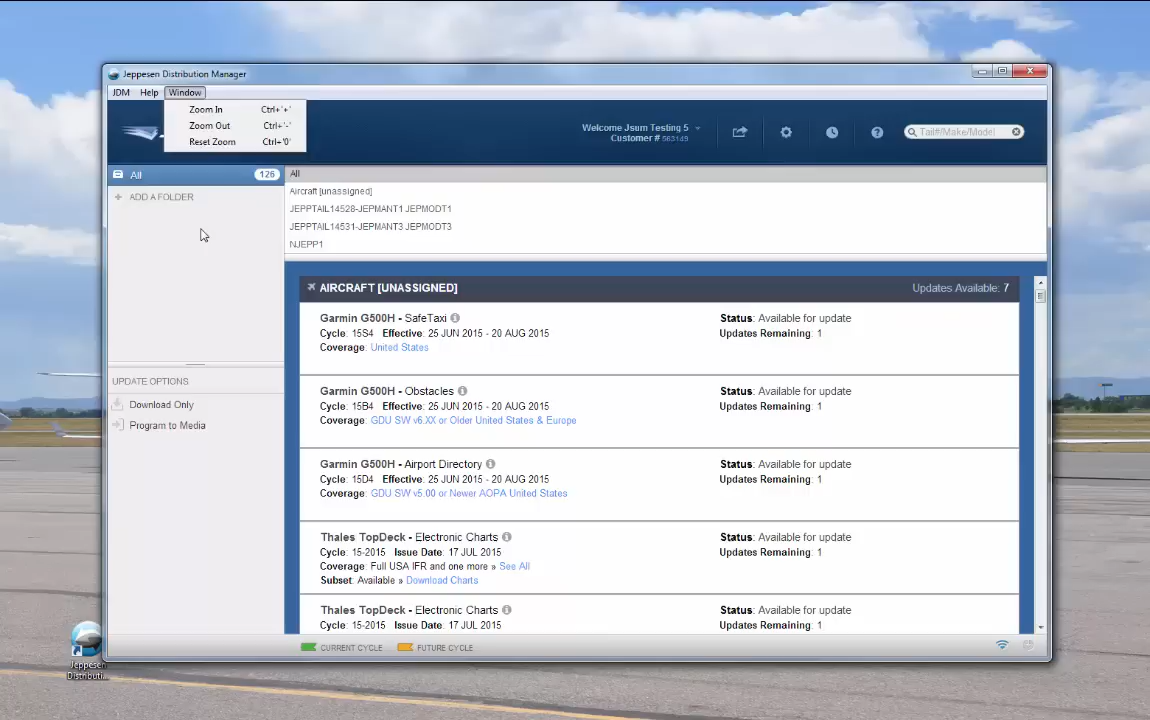 Jeppesen Distribution Manager
JDM Help Window
Zoom In Ctrl+'+'
Zoom Out Ctrl+'-'
Reset Zoom Ctrl+'0'
Welcome Jsum Testing 5
Customer # 563149
Tail#/Make/Model
All 126
ADD A FOLDER
UPDATE OPTIONS
Download Only
Program to Media
All
Aircraft [unassigned]
JEPPTAIL14528-JEPMANT1 JEPMODT1
JEPPTAIL14531-JEPMANT3 JEPMODT3
NJEPP1
AIRCRAFT [UNASSIGNED] Updates Available: 7
Garmin G500H - SafeTaxi Status: Available for update
Cycle: 15S4 Effective: 25 JUN 2015 - 20 AUG 2015 Updates Remaining: 1
Coverage: United States
Garmin G500H - Obstacles Status: Available for update
Cycle: 15B4 Effective: 25 JUN 2015 - 20 AUG 2015 Updates Remaining: 1
Coverage: GDU SW v6.XX or Older United States & Europe
Garmin G500H - Airport Directory Status: Available for update
Cycle: 15D4 Effective: 25 JUN 2015 - 20 AUG 2015 Updates Remaining: 1
Coverage: GDU SW v5.00 or Newer AOPA United States
Thales TopDeck - Electronic Charts Status: Available for update
Cycle: 15-2015 Issue Date: 17 JUL 2015 Updates Remaining: 1
Coverage: Full USA IFR and one more » See All
Subset: Available » Download Charts
Thales TopDeck - Electronic Charts Status: Available for update
Cycle: 15-2015 Issue Date: 17 JUL 2015 Updates Remaining: 1
CURRENT CYCLE FUTURE CYCLE
Jeppesen
Distributi...